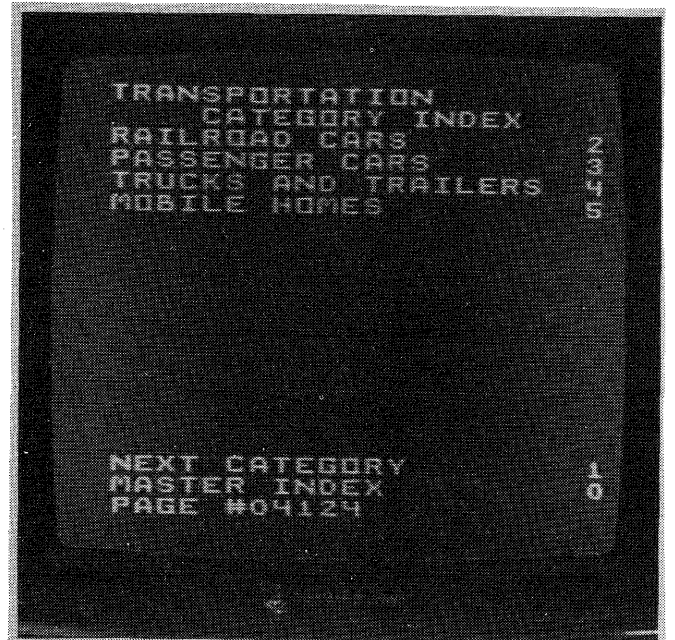 TRANSPORTATION
CATEGORY INDEX
RAILROAD CARS 2
PASSENGER CARS 3
TRUCKS AND TRAILERS 4
MOBILE HOMES 5
NEXT CATEGORY 1
MASTER INDEX 0
PAGE #04124